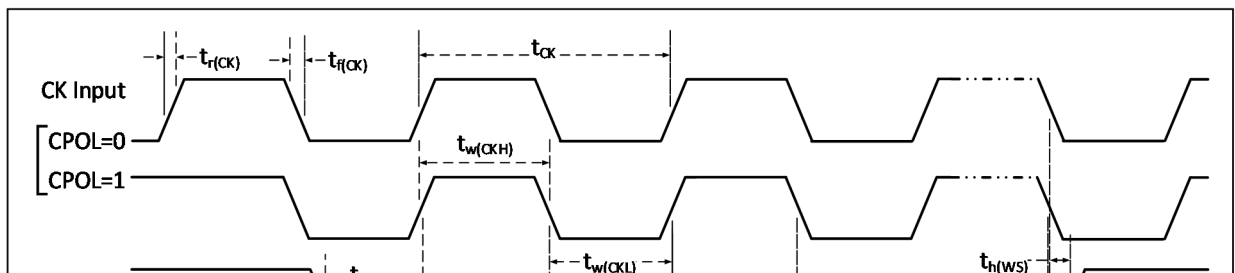 t_r(CK)
t_f(CK)
t_CK
CK Input
CPOL=0
t_w(CKH)
CPOL=1
t_w(CKL)
t_h(WS)